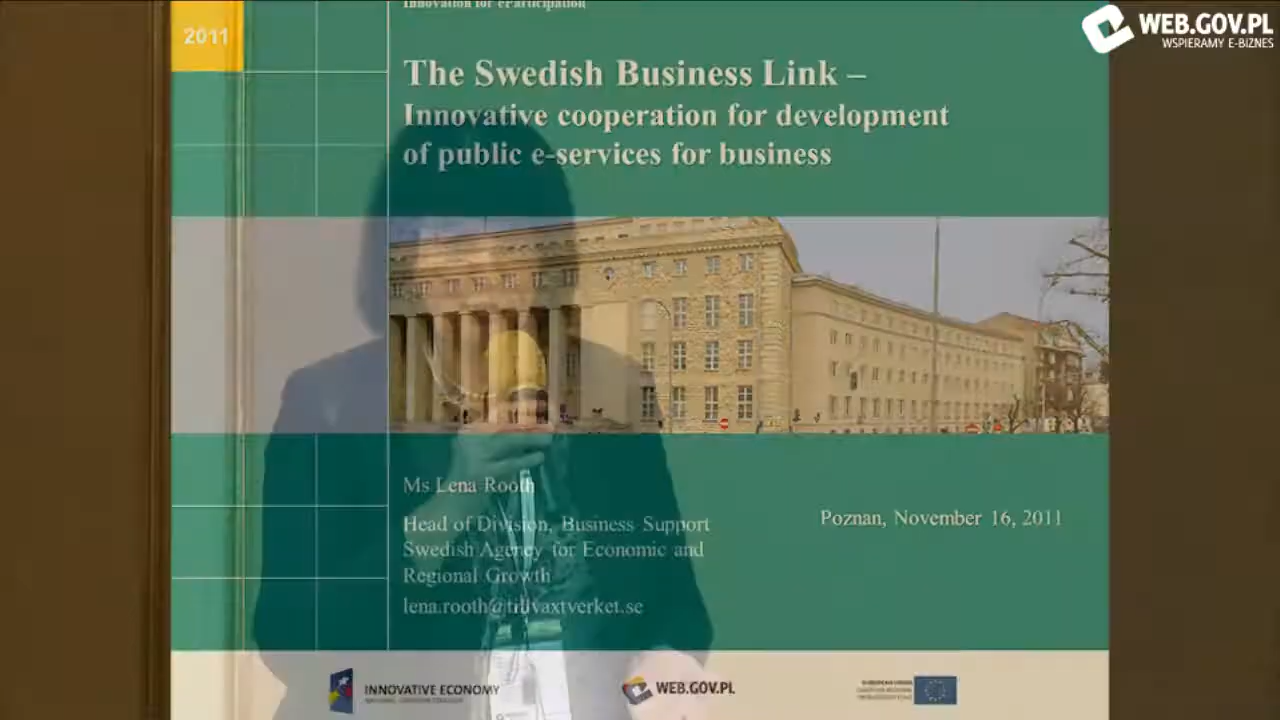 Innovation for eParticipation
2011
WEB.GOV.PL
WSPIERAMY E-BIZNES
The Swedish Business Link –
Innovative cooperation for development
of public e-services for business
Ms Lena Rooth
Head of Division, Business Support
Swedish Agency for Economic and
Regional Growth
lena.rooth@tillvaxtverket.se
Poznan, November 16, 2011
INNOVATIVE ECONOMY
WEB.GOV.PL